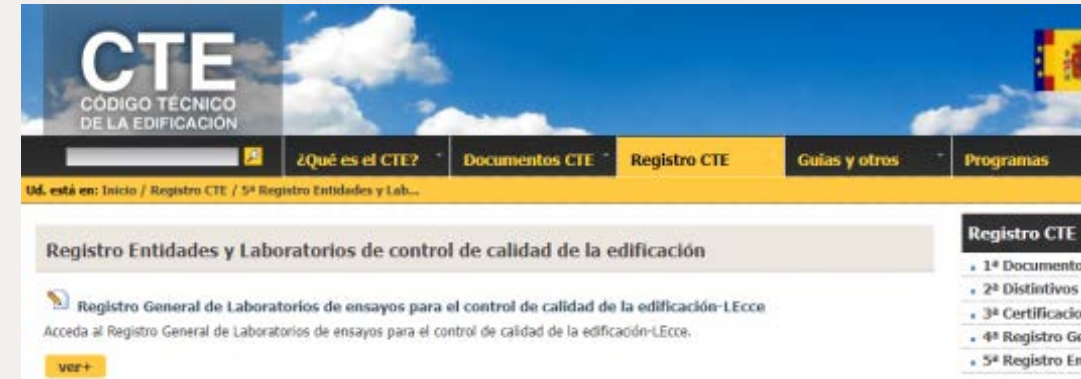 CTE
CÓDIGO TÉCNICO
DE LA EDIFICACIÓN
¿Qué es el CTE?
Documentos CTE
Registro CTE
Guías y otros
Programas
Ud. está en: Inicio / Registro CTE / 5ª Registro Entidades y Lab...
Registro Entidades y Laboratorios de control de calidad de la edificación
Registro General de Laboratorios de ensayos para el control de calidad de la edificación-LEcce
Acceda al Registro General de Laboratorios de ensayos para el control de calidad de la edificación-LEcce.
ver+
Registro CTE
1ª Documento
2ª Distintivos
3ª Certificacio
4ª Registro Ge
5ª Registro En